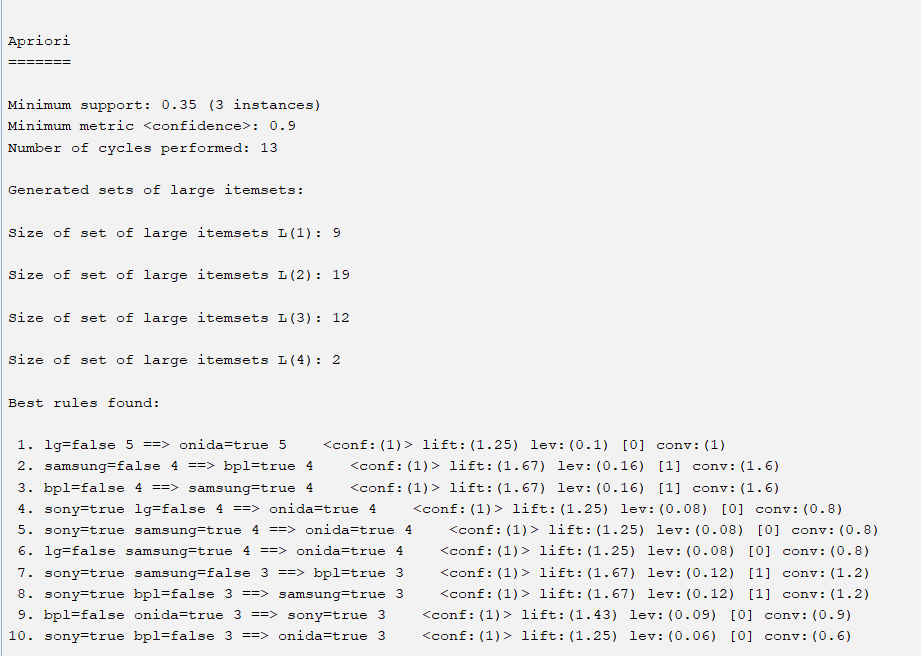 Apriori
=======
Minimum support: 0.35 (3 instances)
Minimum metric <confidence>: 0.9
Number of cycles performed: 13
Generated sets of large itemsets:
Size of set of large itemsets L(1): 9
Size of set of large itemsets L(2): 19
Size of set of large itemsets L(3): 12
Size of set of large itemsets L(4): 2
Best rules found:
1. lg=false 5 ==> onida=true 5    <conf:(1)> lift:(1.25) lev:(0.1) [0] conv:(1)
2. samsung=false 4 ==> bpl=true 4    <conf:(1)> lift:(1.67) lev:(0.16) [1] conv:(1.6)
3. bpl=false 4 ==> samsung=true 4    <conf:(1)> lift:(1.67) lev:(0.16) [1] conv:(1.6)
4. sony=true lg=false 4 ==> onida=true 4    <conf:(1)> lift:(1.25) lev:(0.08) [0] conv:(0.8)
5. sony=true samsung=true 4 ==> onida=true 4    <conf:(1)> lift:(1.25) lev:(0.08) [0] conv:(0.8)
6. lg=false samsung=true 4 ==> onida=true 4    <conf:(1)> lift:(1.25) lev:(0.08) [0] conv:(0.8)
7. sony=true samsung=false 3 ==> bpl=true 3    <conf:(1)> lift:(1.67) lev:(0.12) [1] conv:(1.2)
8. sony=true bpl=false 3 ==> samsung=true 3    <conf:(1)> lift:(1.67) lev:(0.12) [1] conv:(1.2)
9. bpl=false onida=true 3 ==> sony=true 3    <conf:(1)> lift:(1.43) lev:(0.09) [0] conv:(0.9)
10. sony=true bpl=false 3 ==> onida=true 3    <conf:(1)> lift:(1.25) lev:(0.06) [0] conv:(0.6)